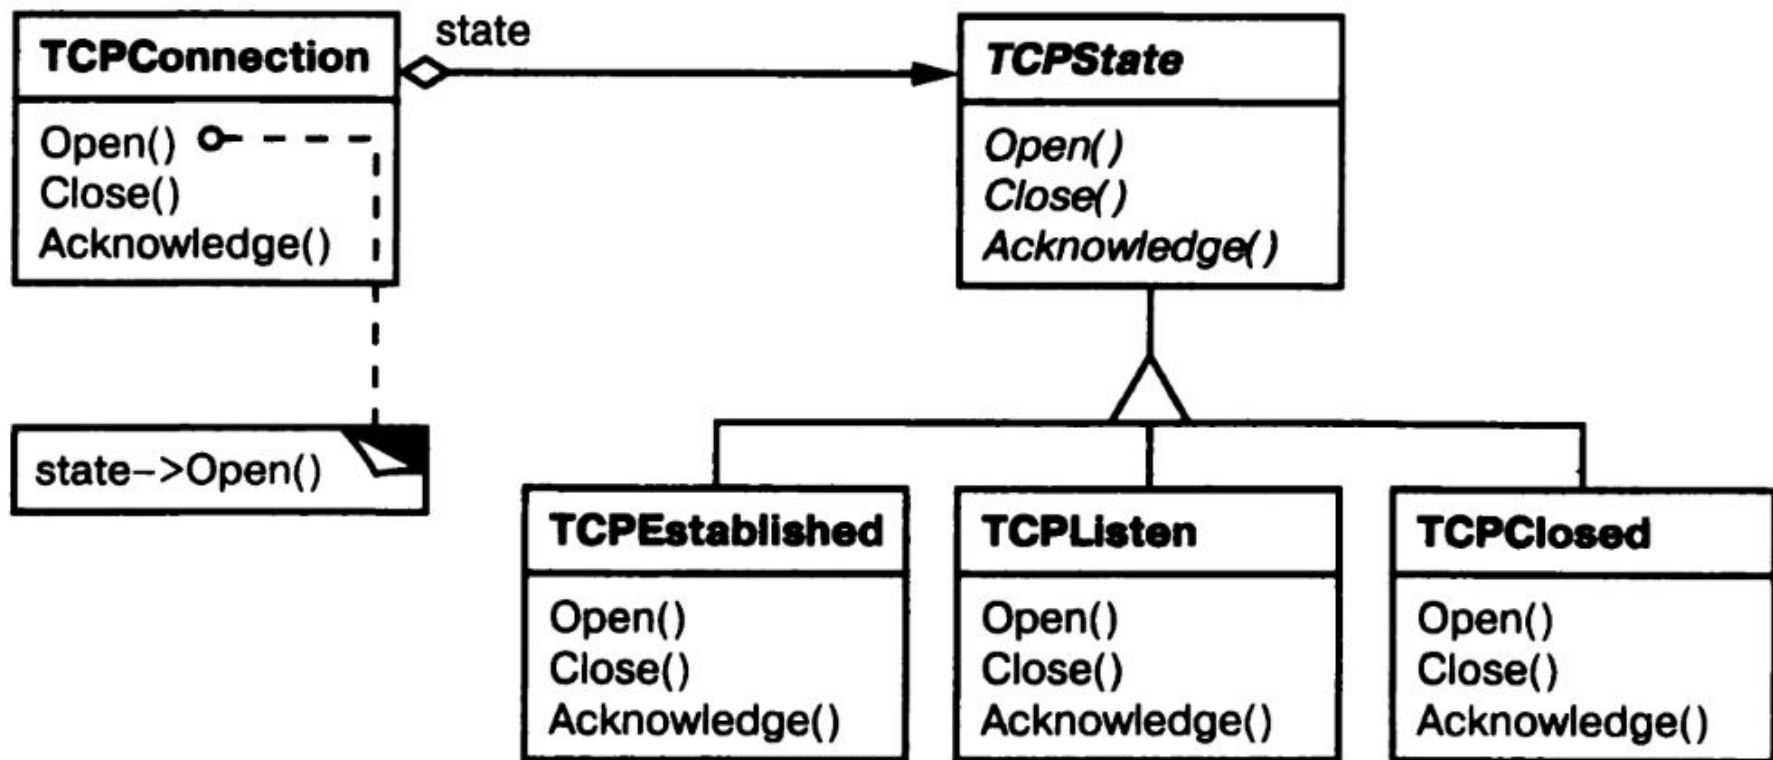 TCPConnection
Open()
Close()
Acknowledge()
state
TCPState
Open()
Close()
Acknowledge()
state->Open()
TCPEstablished
Open()
Close()
Acknowledge()
TCPListen
Open()
Close()
Acknowledge()
TCPClosed
Open()
Close()
Acknowledge()